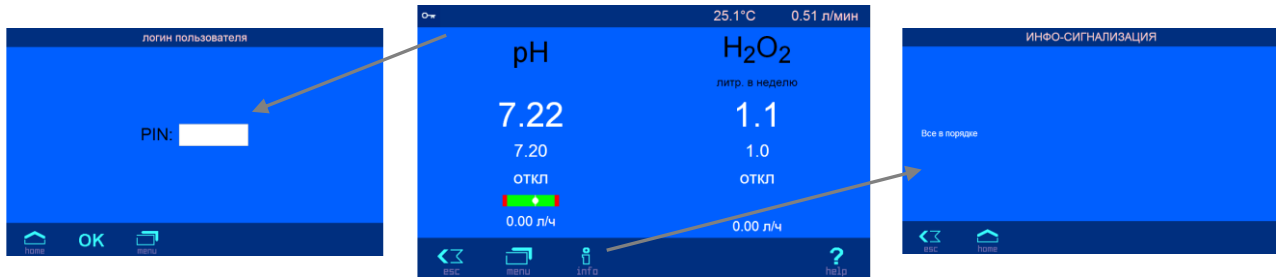 логин пользователя
PIN:
home
OK
menu
25.1°C 0.51 л/мин
pH H₂O₂
литр. в неделю
7.22 1.1
7.20 1.0
откл откл
0.00 л/ч 0.00 л/ч
esc menu info help
?
ИНФО-СИГНАЛИЗАЦИЯ
Все в порядке
esc home